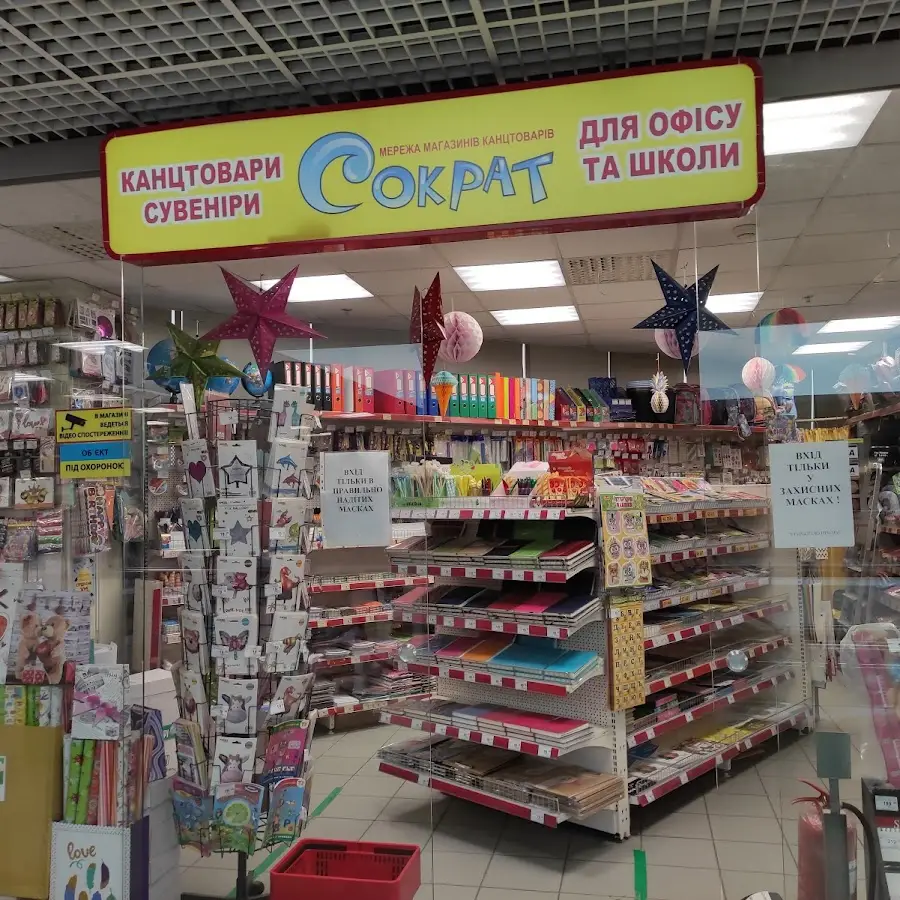 КАНЦТОВАРИ
СУВЕНІРИ
МЕРЕЖА МАГАЗИНІВ КАНЦТОВАРІВ
СОКРАТ
ДЛЯ ОФІСУ
ТА ШКОЛИ
В МАГАЗИНІ
ВЕДЕТЬСЯ
ВІДЕО СПОСТЕРЕЖЕННЯ
ОБ'ЄКТ
ПІД ОХОРОНОЮ
ВХІД
ТІЛЬКИ В
ПРАВИЛЬНО
НАДІТИХ
МАСКАХ
ВХІД
ТІЛЬКИ
У
ЗАХИСНИХ
МАСКАХ !
love